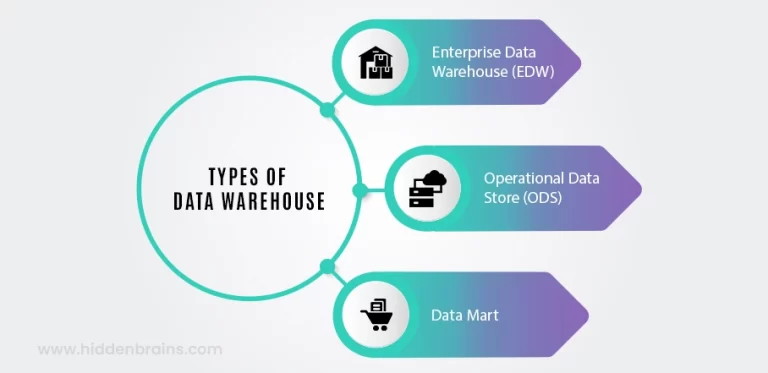 TYPES OF
DATA WAREHOUSE
Enterprise Data
Warehouse (EDW)
Operational Data
Store (ODS)
Data Mart
www.hiddenbrains.com